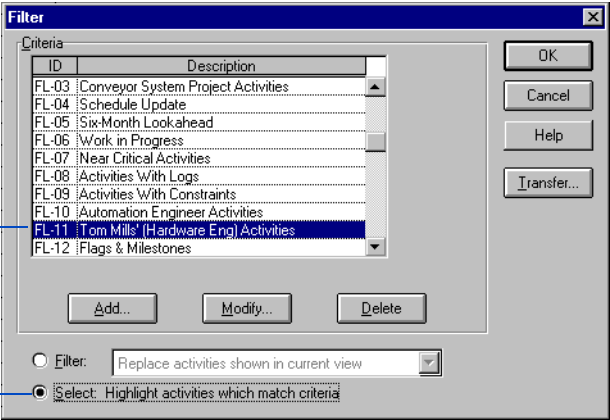 Filter
Criteria
ID Description
FL-03 Conveyor System Project Activities
FL-04 Schedule Update
FL-05 Six-Month Lookahead
FL-06 Work in Progress
FL-07 Near Critical Activities
FL-08 Activities With Logs
FL-09 Activities With Constraints
FL-10 Automation Engineer Activities
FL-11 Tom Mills' (Hardware Eng) Activities
FL-12 Flags & Milestones
Add... Modify... Delete
Filter: Replace activities shown in current view
Select: Highlight activities which match criteria
OK
Cancel
Help
Transfer...